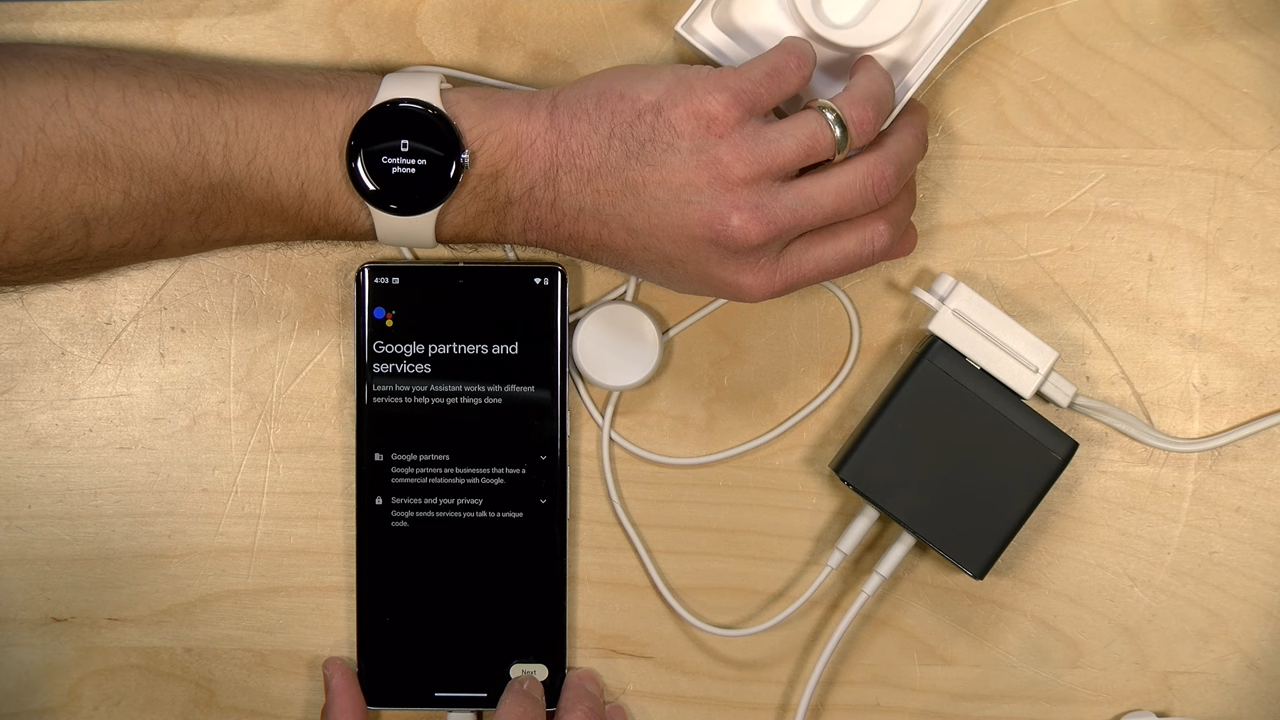 Continue on
phone
4:03
Google partners and
services
Learn how your Assistant works with different
services to help you get things done
Google partners
Google partners are businesses that have a
commercial relationship with Google.
Services and your privacy
Google sends services you talk to a unique
code.
Next